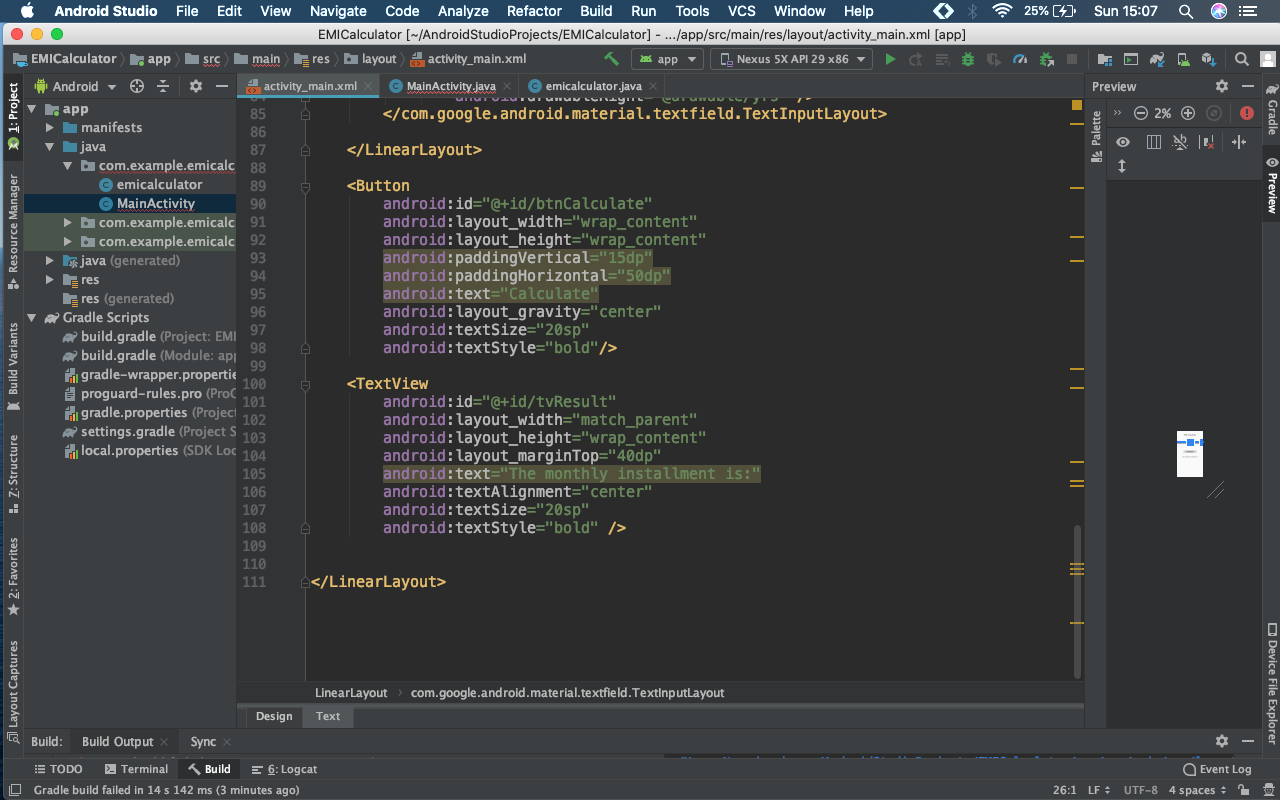 Android Studio File Edit View Navigate Code Analyze Refactor Build Run Tools VCS Window Help 25% Sun 15:07
EMICalculator [~/AndroidStudioProjects/EMICalculator] - .../app/src/main/res/layout/activity_main.xml [app]
EMICalculator app src main res layout activity_main.xml app Nexus 5X API 29 x86
Android activity_main.xml MainActivity.java emicalculator.java Preview
1: Project
Resource Manager
Build Variants
Z: Structure
2: Favorites
Layout Captures
app
manifests
java
com.example.emicalc
emicalculator
MainActivity
com.example.emicalc
com.example.emicalc
java (generated)
res
res (generated)
Gradle Scripts
build.gradle (Project: EMI
build.gradle (Module: app
gradle-wrapper.propertie
proguard-rules.pro (ProG
gradle.properties (Project
settings.gradle (Project S
local.properties (SDK Loc
85 </com.google.android.material.textfield.TextInputLayout>
86
87 </LinearLayout>
88
89 <Button
90 android:id="@+id/btnCalculate"
91 android:layout_width="wrap_content"
92 android:layout_height="wrap_content"
93 android:paddingVertical="15dp"
94 android:paddingHorizontal="50dp"
95 android:text="Calculate"
96 android:layout_gravity="center"
97 android:textSize="20sp"
98 android:textStyle="bold"/>
99
100 <TextView
101 android:id="@+id/tvResult"
102 android:layout_width="match_parent"
103 android:layout_height="wrap_content"
104 android:layout_marginTop="40dp"
105 android:text="The monthly installment is:"
106 android:textAlignment="center"
107 android:textSize="20sp"
108 android:textStyle="bold" />
109
110
111 </LinearLayout>
LinearLayout › com.google.android.material.textfield.TextInputLayout
Design Text
Palette
2%
Gradle
Preview
Device File Explorer
Build: Build Output Sync
TODO Terminal Build 6: Logcat Event Log
Gradle build failed in 14 s 142 ms (3 minutes ago) 26:1 LF UTF-8 4 spaces